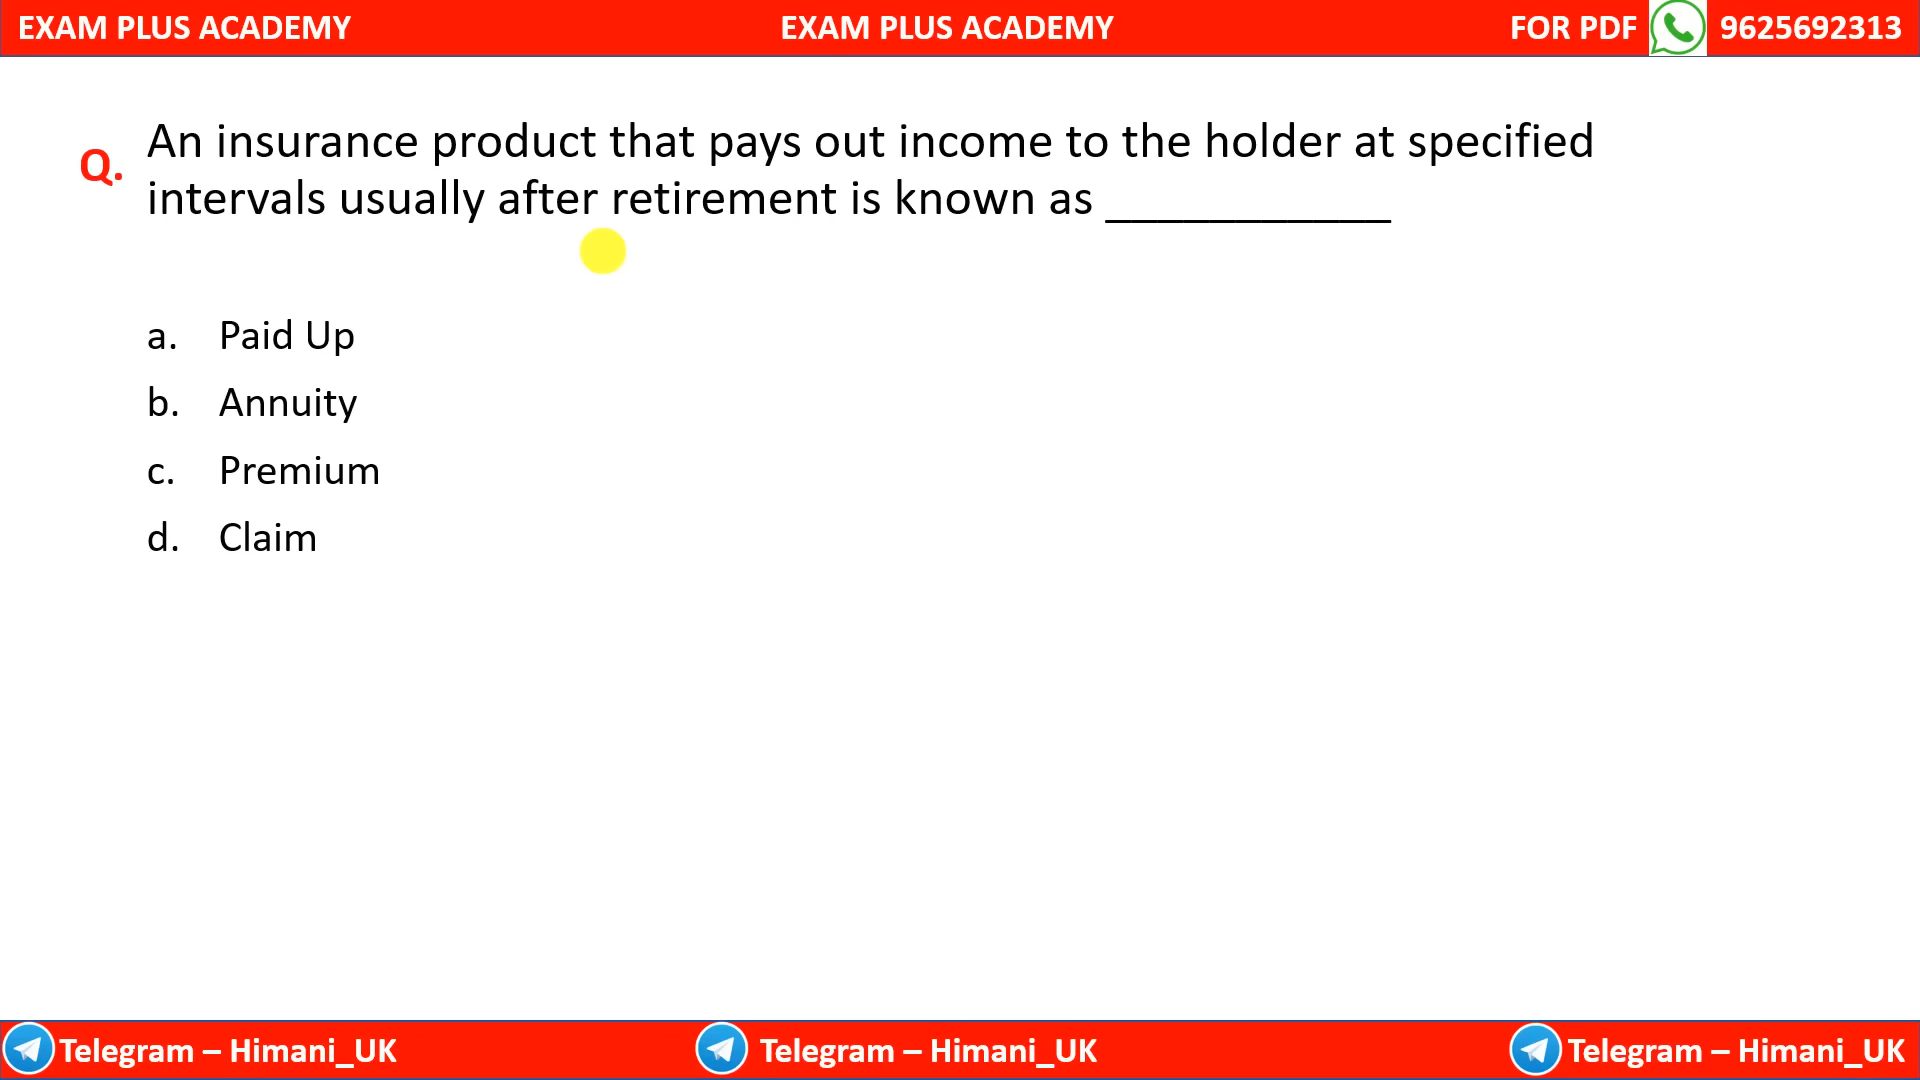 EXAM PLUS ACADEMY EXAM PLUS ACADEMY FOR PDF 9625692313
Q. An insurance product that pays out income to the holder at specified
intervals usually after retirement is known as ___________
a. Paid Up
b. Annuity
c. Premium
d. Claim
Telegram – Himani_UK Telegram – Himani_UK Telegram – Himani_UK